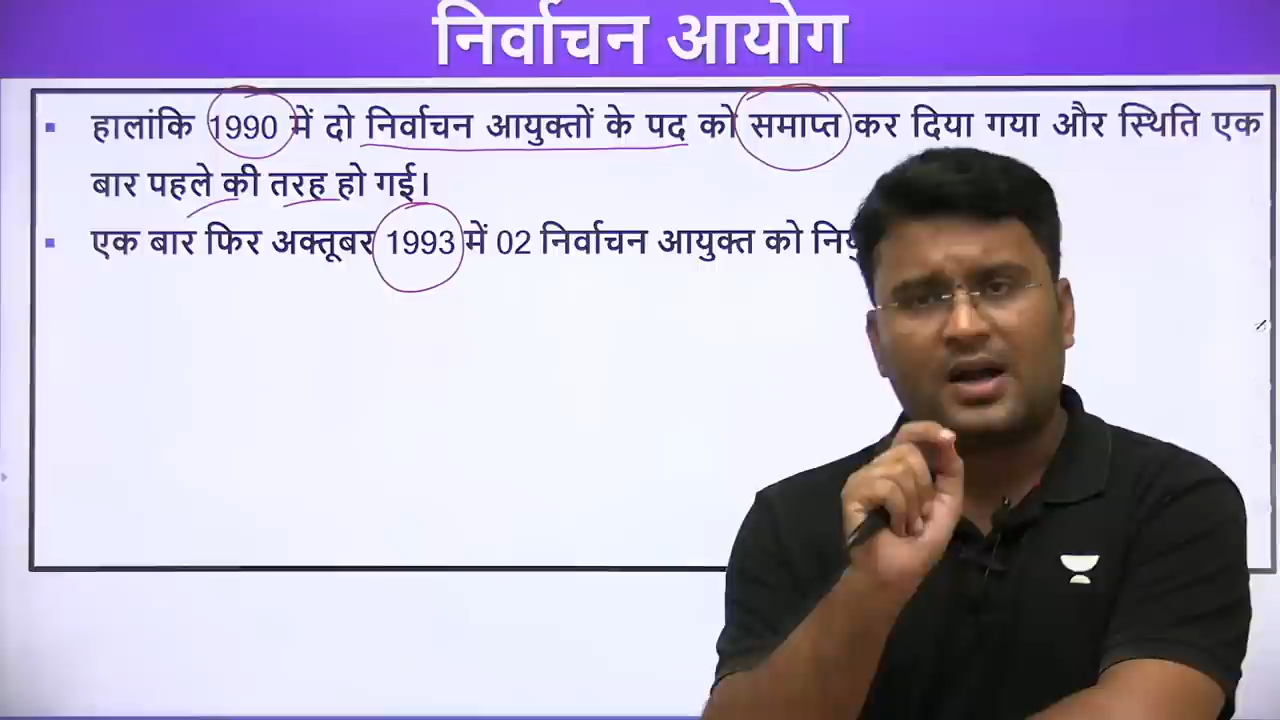 निर्वाचन आयोग
हालांकि 1990 में दो निर्वाचन आयुक्तों के पद को समाप्त कर दिया गया और स्थिति एक
बार पहले की तरह हो गई।
एक बार फिर अक्तूबर 1993 में 02 निर्वाचन आयुक्त को